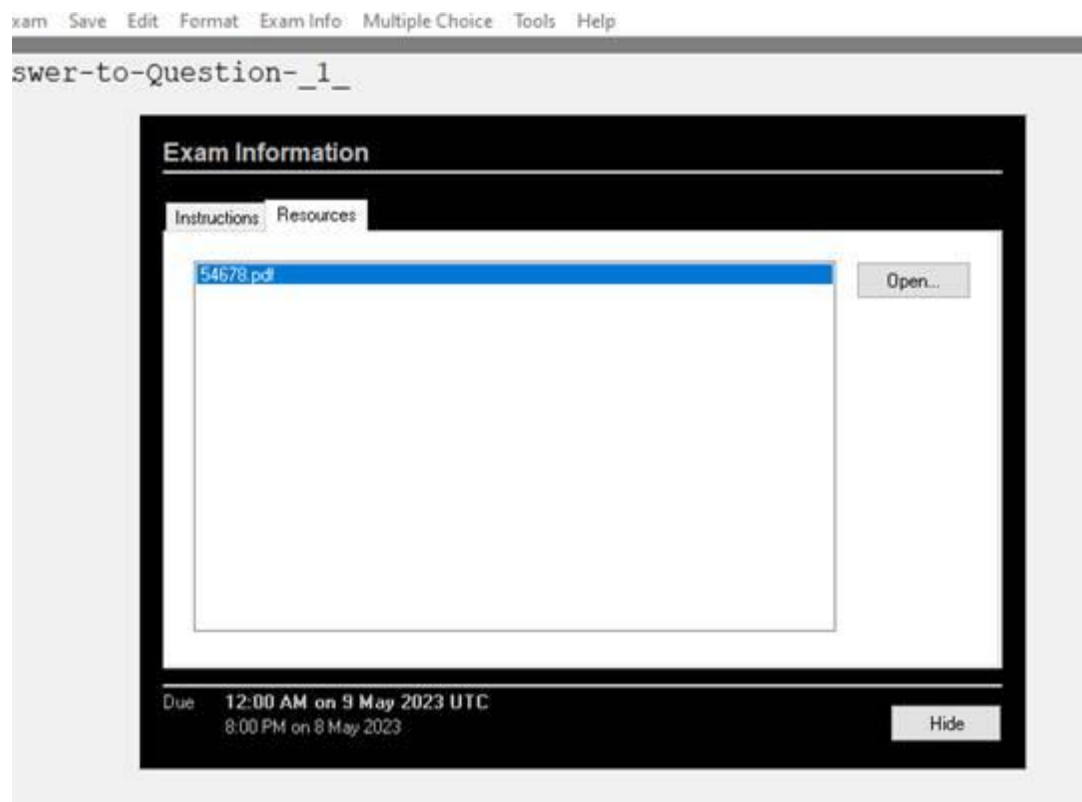 xam Save Edit Format Exam Info Multiple Choice Tools Help
swer-to-Question-_1_
Exam Information
Instructions Resources
54678.pdf
Open...
Due 12:00 AM on 9 May 2023 UTC
8:00 PM on 8 May 2023
Hide